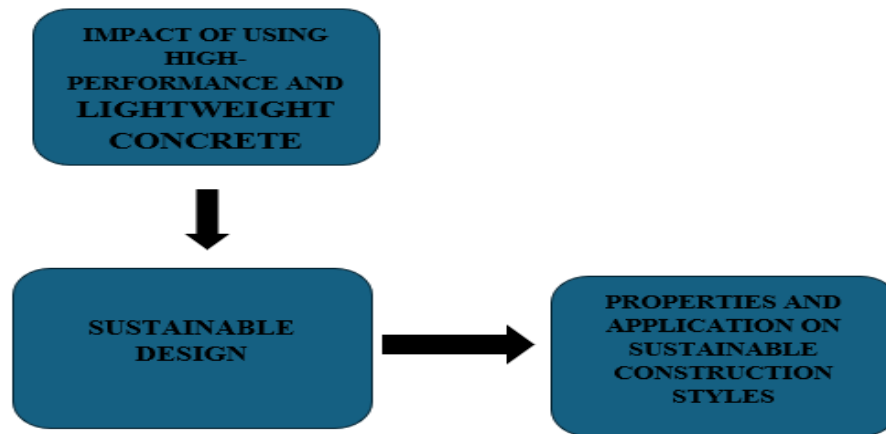 IMPACT OF USING
HIGH-
PERFORMANCE AND
LIGHTWEIGHT
CONCRETE
SUSTAINABLE
DESIGN
PROPERTIES AND
APPLICATION ON
SUSTAINABLE
CONSTRUCTION
STYLES